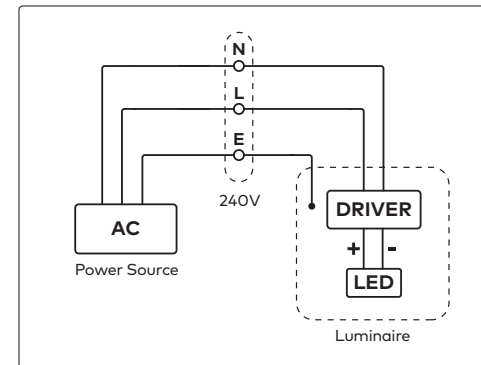 N
L
E
240V
AC
Power Source
DRIVER
+ -
LED
Luminaire